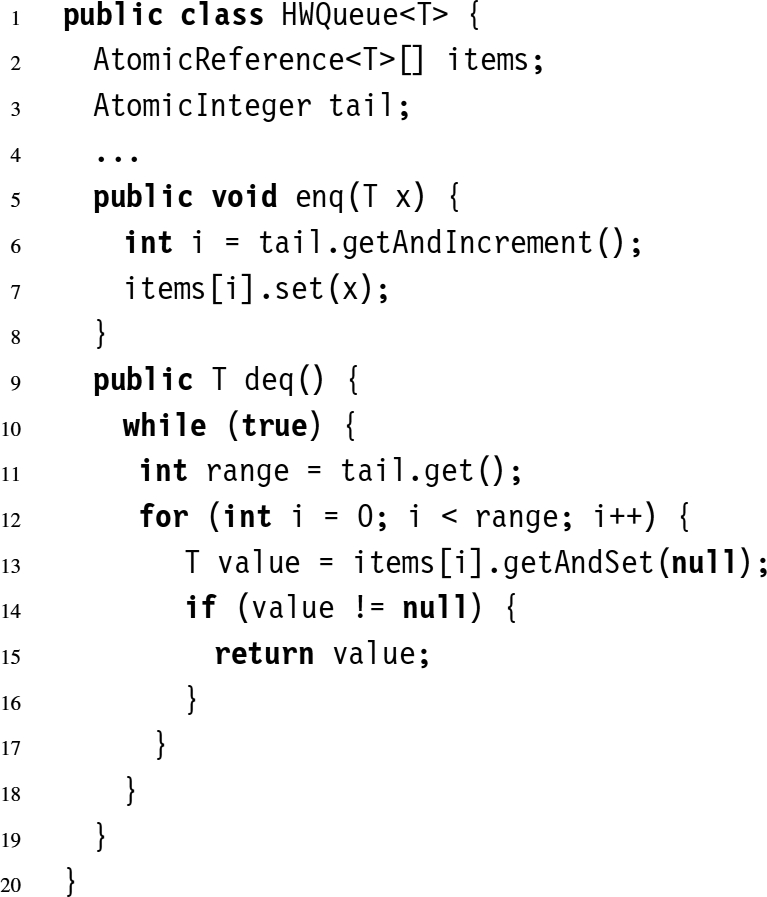 1 public class HWQueue<T> {
2 AtomicReference<T>[] items;
3 AtomicInteger tail;
4 ...
5 public void enq(T x) {
6 int i = tail.getAndIncrement();
7 items[i].set(x);
8 }
9 public T deq() {
10 while (true) {
11 int range = tail.get();
12 for (int i = 0; i < range; i++) {
13 T value = items[i].getAndSet(null);
14 if (value != null) {
15 return value;
16 }
17 }
18 }
19 }
20 }